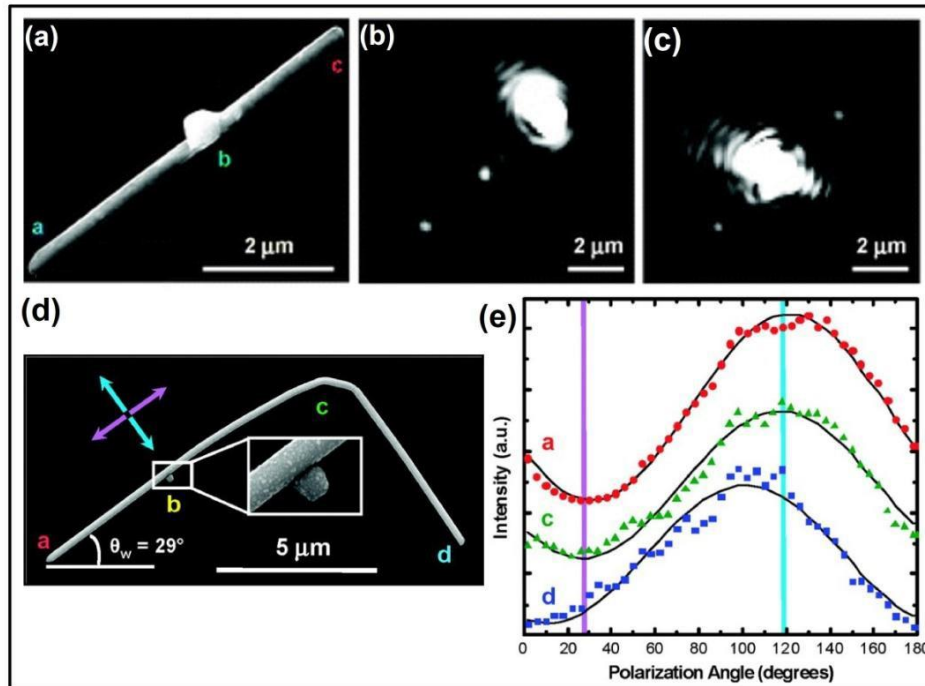 (a)
c
b
a
2 μm
(b)
2 μm
(c)
2 μm
(d)
c
b
a
θw = 29°
5 μm
d
(e)
a
c
d
Intensity (a.u.)
0 20 40 60 80 100 120 140 160 180
Polarization Angle (degrees)